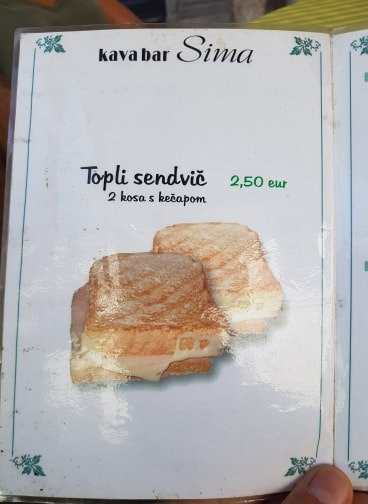 kava bar Sima
Topli sendvič 2,50 eur
2 kosa s kečapom